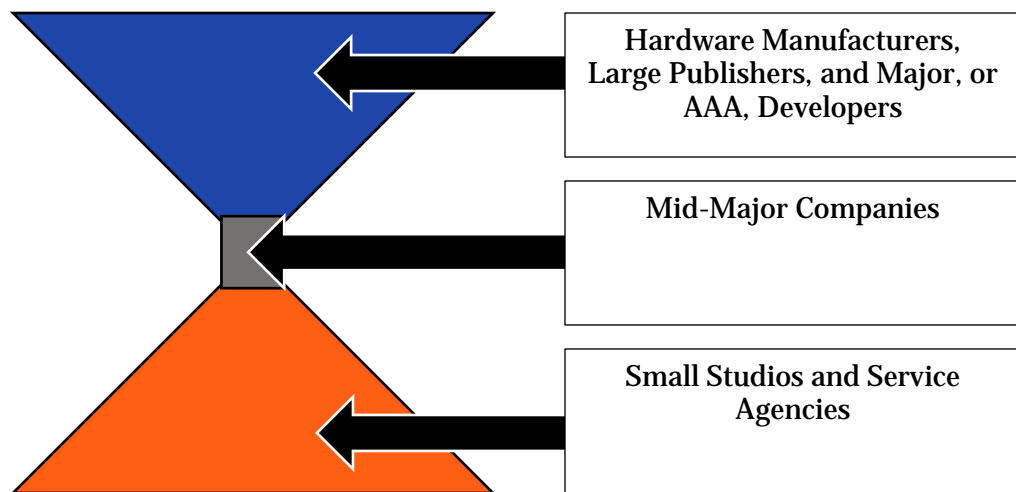 Hardware Manufacturers,
Large Publishers, and Major, or
AAA, Developers
Mid-Major Companies
Small Studios and Service
Agencies